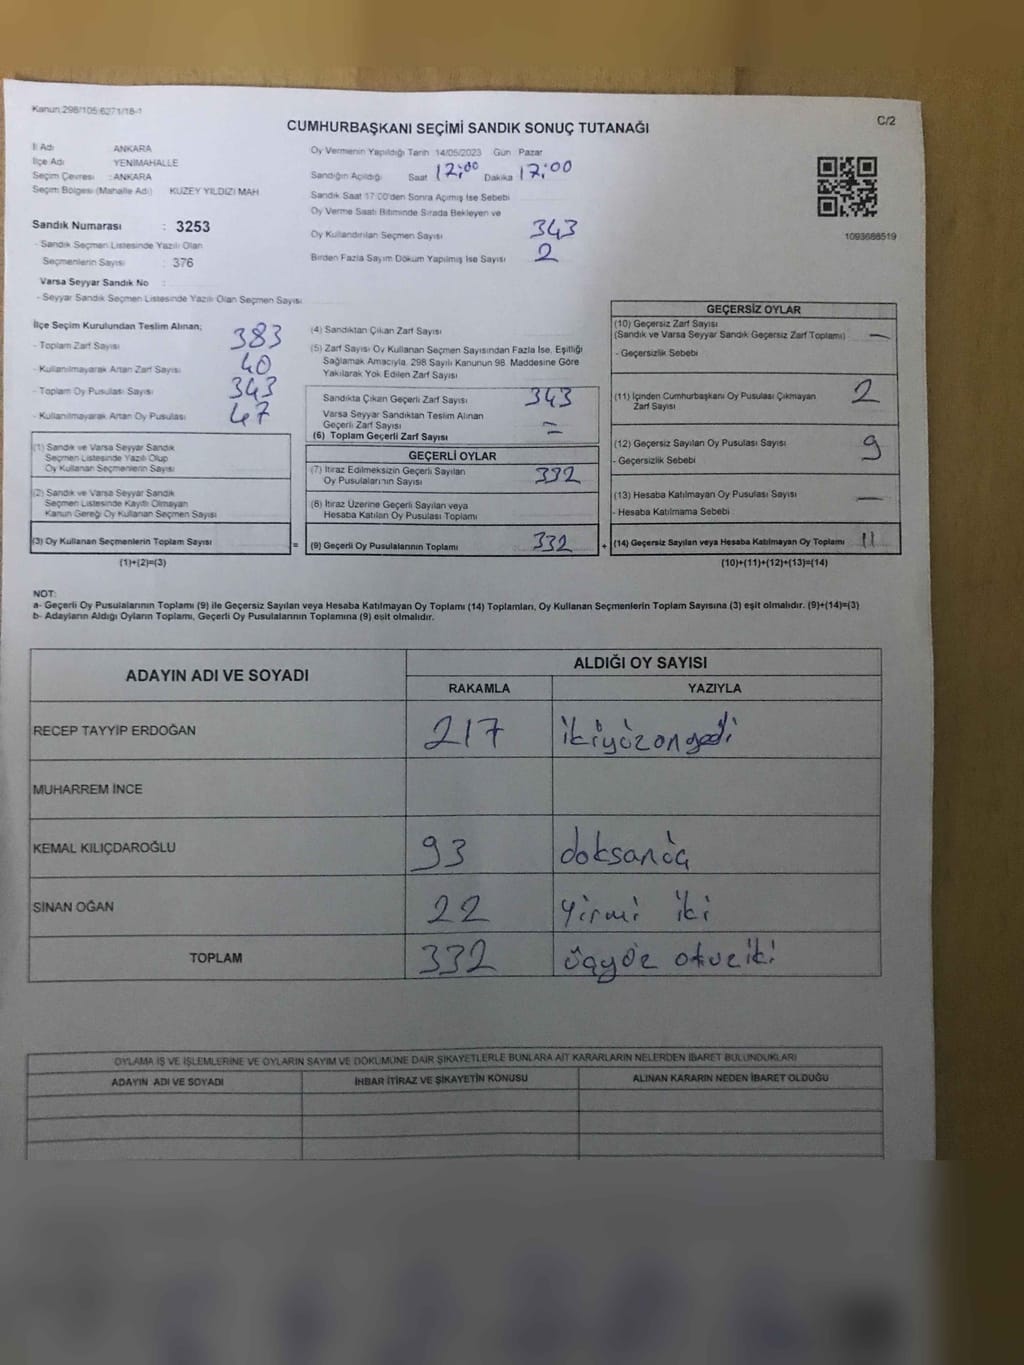 Kanun:298/105;6271/18-1
C/2
CUMHURBAŞKANI SEÇİMİ SANDIK SONUÇ TUTANAĞI
İl Adı ANKARA
İlçe Adı YENİMAHALLE
Seçim Çevresi : ANKARA
Seçim Bölgesi (Mahalle Adı) KUZEY YILDIZI MAH.
Sandık Numarası : 3253
- Sandık Seçmen Listesinde Yazılı Olan
Seçmenlerin Sayısı : 376
Varsa Seyyar Sandık No
- Seyyar Sandık Seçmen Listesinde Yazılı Olan Seçmen Sayısı
Oy Vermenin Yapıldığı Tarih 14/05/2023 Gün Pazar
Sandığın Açıldığı Saat 12:00 Dakika 17:00
Sandık Saat 17:00'den Sonra Açılmış İse Sebebi
Oy Verme Saati Bitiminde Sırada Bekleyen ve
Oy Kullandırılan Seçmen Sayısı 343
Birden Fazla Sayım Döküm Yapılmış İse Sayısı 2
1093688519
İlçe Seçim Kurulundan Teslim Alınan;
- Toplam Zarf Sayısı 383
- Kullanılmayarak Artan Zarf Sayısı 40
- Toplam Oy Pusulası Sayısı 343
- Kullanılmayarak Artan Oy Pusulası 47
(1) Sandık ve Varsa Seyyar Sandık
Seçmen Listesinde Yazılı Olup
Oy Kullanan Seçmenlerin Sayısı
(2) Sandık ve Varsa Seyyar Sandık
Seçmen Listesinde Kayıtlı Olmayan
Kanun Gereği Oy Kullanan Seçmen Sayısı
(3) Oy Kullanan Seçmenlerin Toplam Sayısı =
(1)+(2)=(3)
(4) Sandıktan Çıkan Zarf Sayısı
(5) Zarf Sayısı Oy Kullanan Seçmen Sayısından Fazla İse, Eşitliği
Sağlamak Amacıyla, 298 Sayılı Kanunun 98. Maddesine Göre
Yakılarak Yok Edilen Zarf Sayısı
Sandıkta Çıkan Geçerli Zarf Sayısı 343
Varsa Seyyar Sandıktan Teslim Alınan
Geçerli Zarf Sayısı =
(6) Toplam Geçerli Zarf Sayısı
GEÇERLİ OYLAR
(7) İtiraz Edilmeksizin Geçerli Sayılan
Oy Pusulalarının Sayısı 332
(8) İtiraz Üzerine Geçerli Sayılan veya
Hesaba Katılan Oy Pusulası Toplamı
(9) Geçerli Oy Pusulalarının Toplamı 332 +
GEÇERSİZ OYLAR
(10) Geçersiz Zarf Sayısı
(Sandık ve Varsa Seyyar Sandık Geçersiz Zarf Toplamı) —
- Geçersizlik Sebebi
(11) İçinden Cumhurbaşkanı Oy Pusulası Çıkmayan
Zarf Sayısı 2
(12) Geçersiz Sayılan Oy Pusulası Sayısı 9
- Geçersizlik Sebebi
(13) Hesaba Katılmayan Oy Pusulası Sayısı —
- Hesaba Katılmama Sebebi
(14) Geçersiz Sayılan veya Hesaba Katılmayan Oy Toplamı 11
(10)+(11)+(12)+(13)=(14)
NOT:
a- Geçerli Oy Pusulalarının Toplamı (9) ile Geçersiz Sayılan veya Hesaba Katılmayan Oy Toplamı (14) Toplamları, Oy Kullanan Seçmenlerin Toplam Sayısına (3) eşit olmalıdır. (9)+(14)=(3)
b- Adayların Aldığı Oyların Toplamı, Geçerli Oy Pusulalarının Toplamına (9) eşit olmalıdır.
ADAYIN ADI VE SOYADI ALDIĞI OY SAYISI
RAKAMLA YAZIYLA
RECEP TAYYİP ERDOĞAN 217 ikiyüzonyedi
MUHARREM İNCE
KEMAL KILIÇDAROĞLU 93 doksanüç
SİNAN OĞAN 22 yirmi iki
TOPLAM 332 üçyüz otuziki
OYLAMA İŞ VE İŞLEMLERİNE VE OYLARIN SAYIM VE DÖKÜMÜNE DAİR ŞİKAYETLERLE BUNLARA AİT KARARLARIN NELERDEN İBARET BULUNDUKLARI
ADAYIN ADI VE SOYADI İHBAR İTİRAZ VE ŞİKAYETİN KONUSU ALINAN KARARIN NEDEN İBARET OLDUĞU